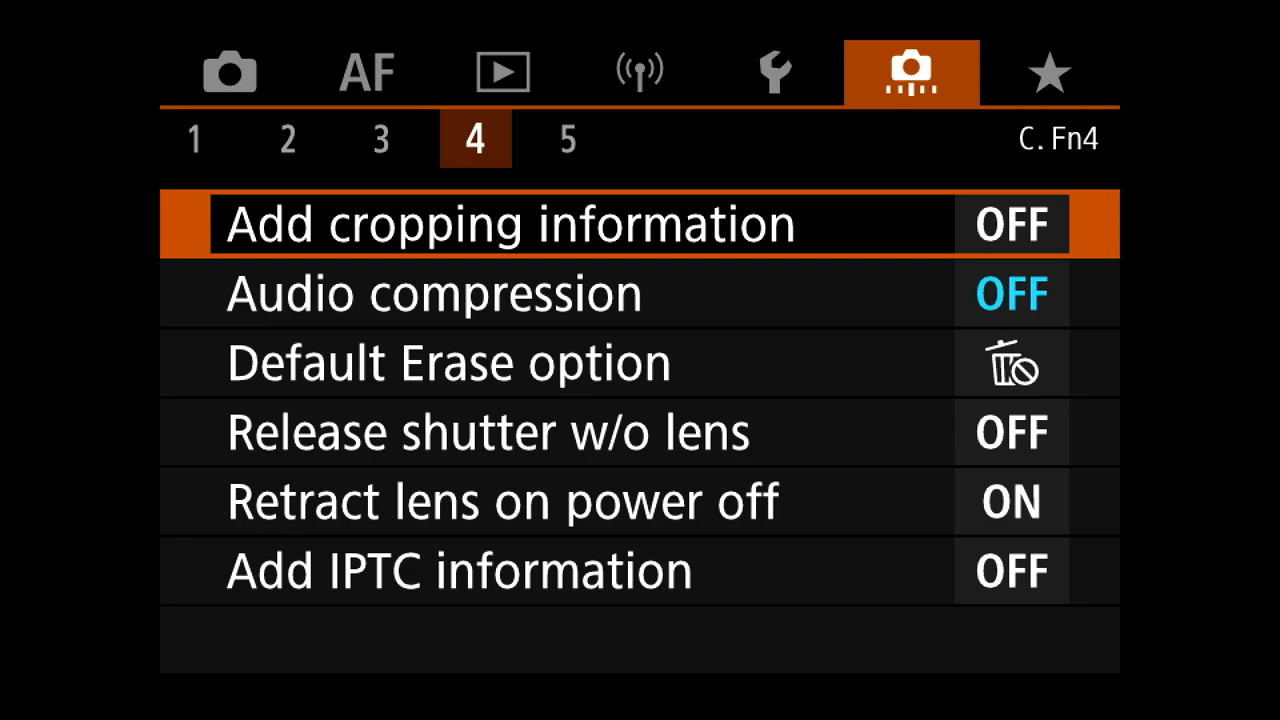 AF
1 2 3 4 5 C.Fn4
Add cropping information OFF
Audio compression OFF
Default Erase option
Release shutter w/o lens OFF
Retract lens on power off ON
Add IPTC information OFF